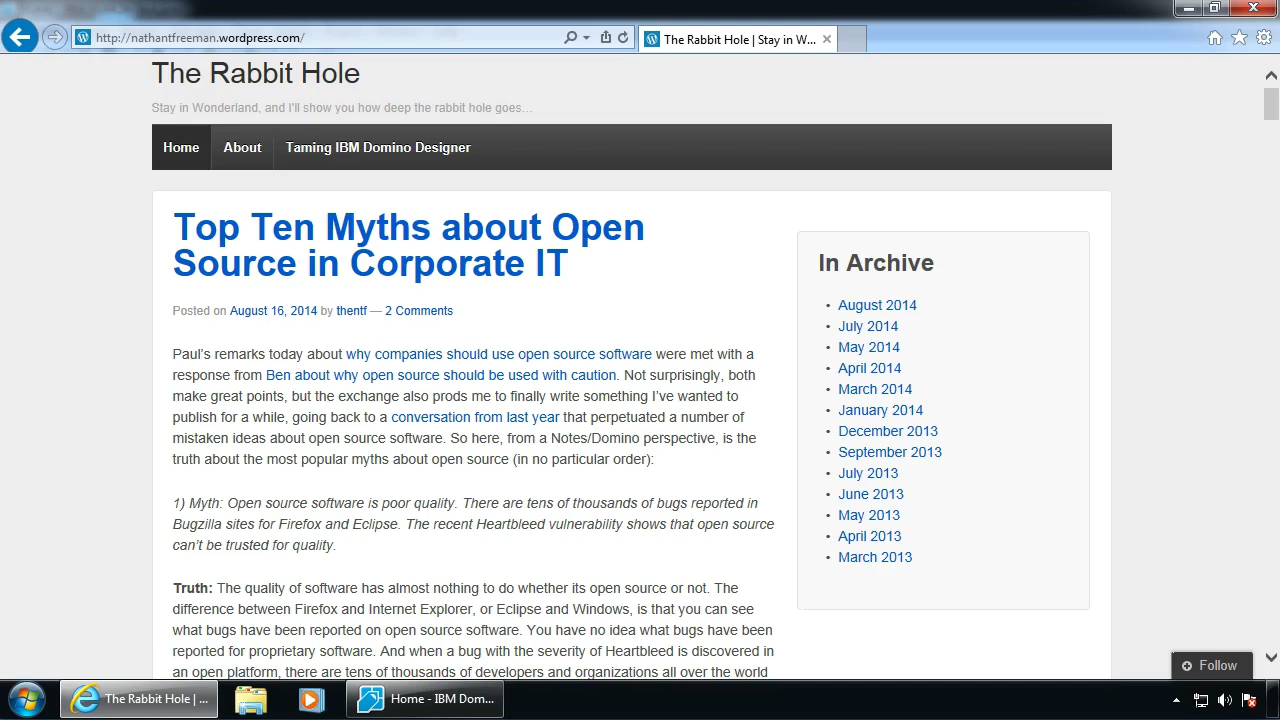 http://nathantfreeman.wordpress.com/
The Rabbit Hole | Stay in W...
The Rabbit Hole
Stay in Wonderland, and I'll show you how deep the rabbit hole goes...
Home
About
Taming IBM Domino Designer
Top Ten Myths about Open
Source in Corporate IT
Posted on August 16, 2014 by thentf — 2 Comments
Paul's remarks today about why companies should use open source software were met with a
response from Ben about why open source should be used with caution. Not surprisingly, both
make great points, but the exchange also prods me to finally write something I've wanted to
publish for a while, going back to a conversation from last year that perpetuated a number of
mistaken ideas about open source software. So here, from a Notes/Domino perspective, is the
truth about the most popular myths about open source (in no particular order):
1) Myth: Open source software is poor quality. There are tens of thousands of bugs reported in
Bugzilla sites for Firefox and Eclipse. The recent Heartbleed vulnerability shows that open source
can't be trusted for quality.
Truth: The quality of software has almost nothing to do whether its open source or not. The
difference between Firefox and Internet Explorer, or Eclipse and Windows, is that you can see
what bugs have been reported on open source software. You have no idea what bugs have been
reported for proprietary software. And when a bug with the severity of Heartbleed is discovered in
an open platform, there are tens of thousands of developers and organizations all over the world
In Archive
• August 2014
• July 2014
• May 2014
• April 2014
• March 2014
• January 2014
• December 2013
• September 2013
• July 2013
• June 2013
• May 2013
• April 2013
• March 2013
Follow
The Rabbit Hole | ...
Home - IBM Dom...